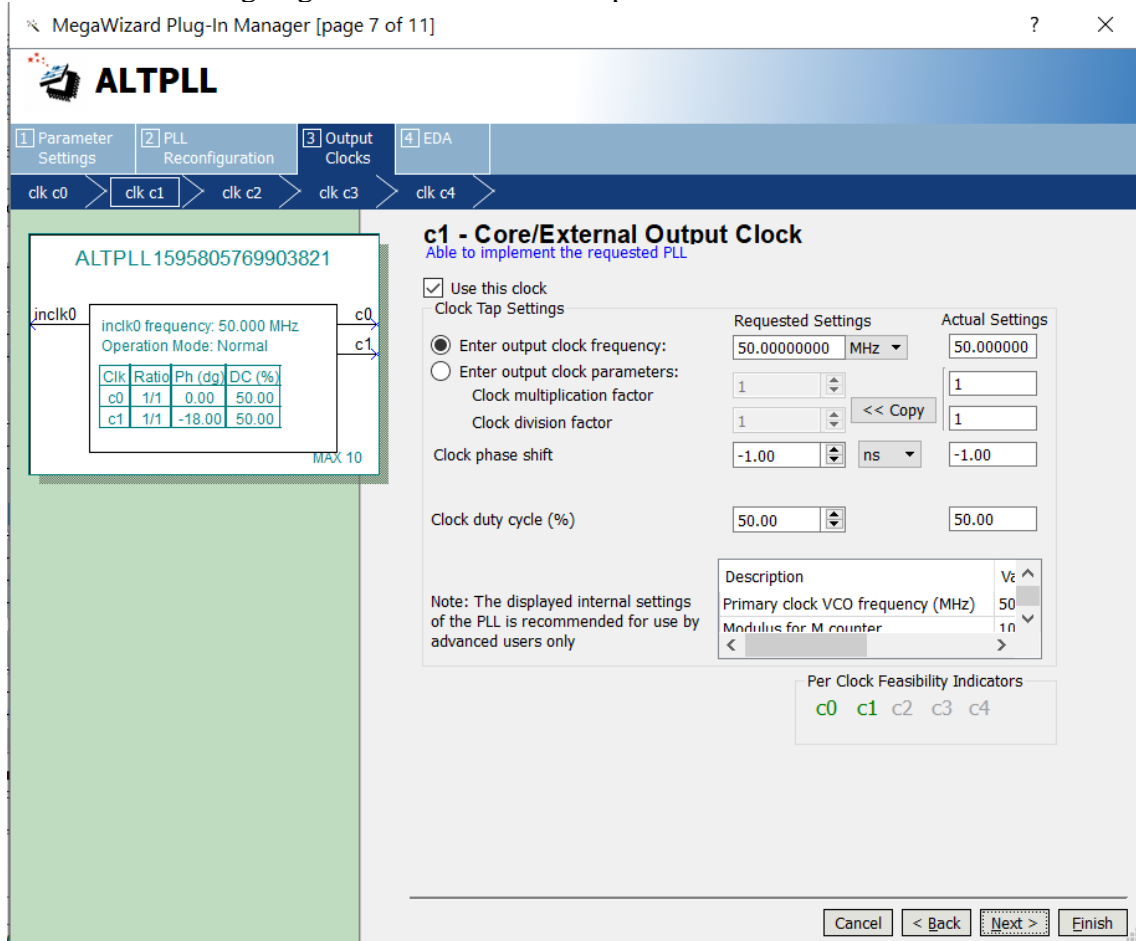 MegaWizard Plug-In Manager [page 7 of 11] ?
ALTPLL
1 Parameter Settings
2 PLL Reconfiguration
3 Output Clocks
4 EDA
clk c0 clk c1 clk c2 clk c3 clk c4
ALTPLL1595805769903821
inclk0
c0
c1
inclk0 frequency: 50.000 MHz
Operation Mode: Normal
Clk Ratio Ph (dg) DC (%)
c0 1/1 0.00 50.00
c1 1/1 -18.00 50.00
MAX 10
c1 - Core/External Output Clock
Able to implement the requested PLL
Use this clock
Clock Tap Settings
Requested Settings Actual Settings
Enter output clock frequency: 50.00000000 MHz 50.000000
Enter output clock parameters:
Clock multiplication factor 1 1
<< Copy
Clock division factor 1 1
Clock phase shift -1.00 ns -1.00
Clock duty cycle (%) 50.00 50.00
Description
Primary clock VCO frequency (MHz) 50
Modulus for M counter 10
Note: The displayed internal settings
of the PLL is recommended for use by
advanced users only
Per Clock Feasibility Indicators
c0 c1 c2 c3 c4
Cancel < Back Next > Finish